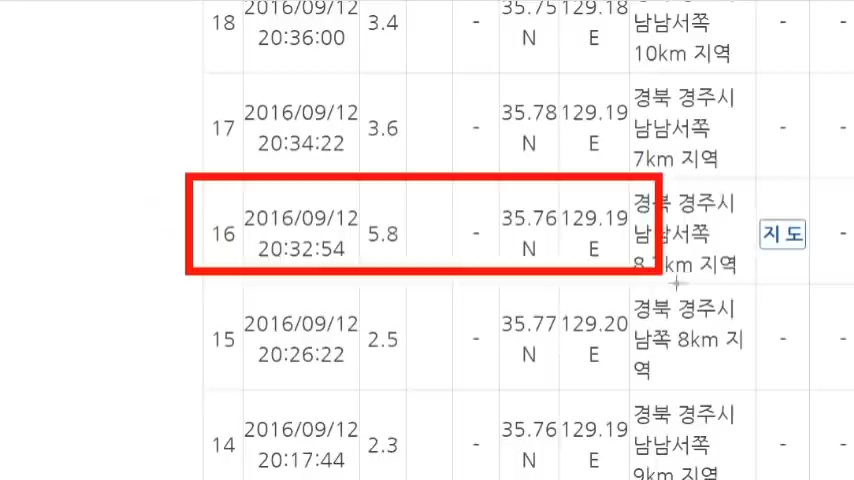 18
2016/09/12
20:36:00
3.4
-
35.75
N
129.18
E
남남서쪽
10km 지역
-
-
17
2016/09/12
20:34:22
3.6
-
35.78
N
129.19
E
경북 경주시
남남서쪽
7km 지역
-
-
16
2016/09/12
20:32:54
5.8
-
35.76
N
129.19
E
경북 경주시
남남서쪽
km 지역
지도
-
15
2016/09/12
20:26:22
2.5
-
35.77
N
129.20
E
경북 경주시
남쪽 8km 지
역
-
-
14
2016/09/12
20:17:44
2.3
-
35.76
N
129.19
E
경북 경주시
남남서쪽
9km 지역
-
-